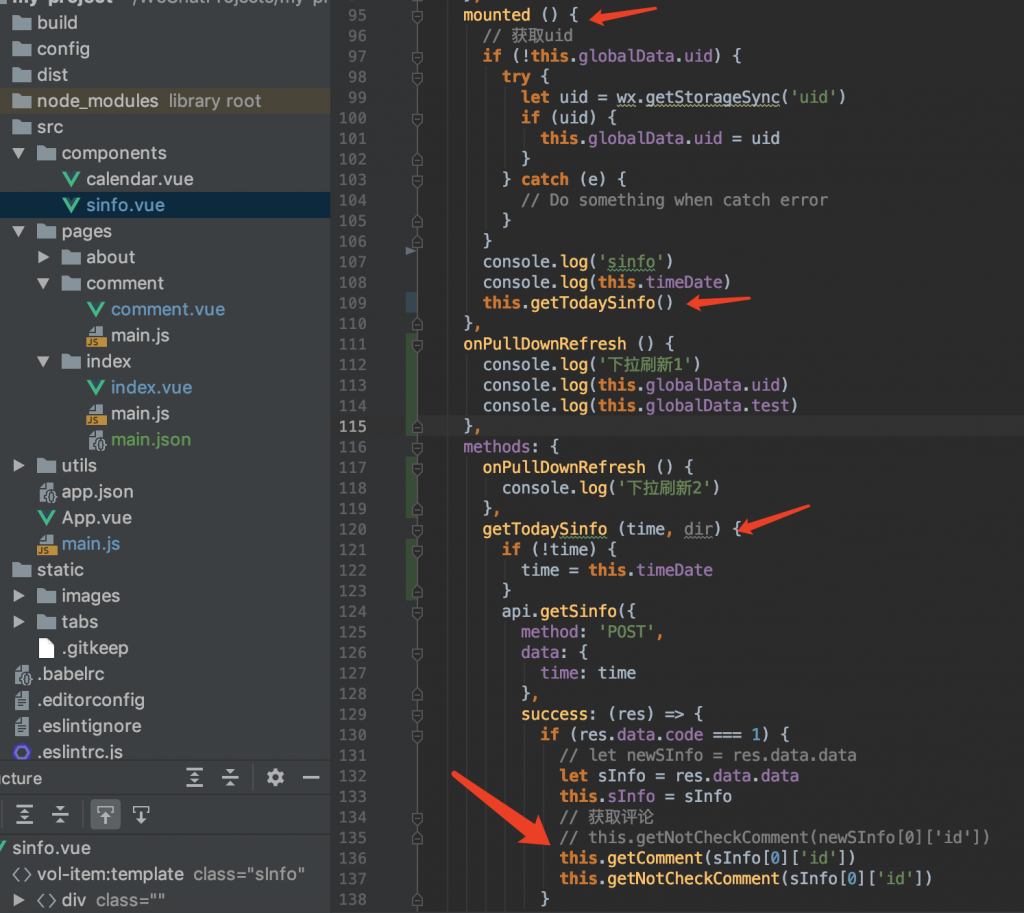 my-project ~/WeChatProjects/my-pr
build
config
dist
node_modules library root
src
components
calendar.vue
sinfo.vue
pages
about
comment
comment.vue
main.js
index
index.vue
main.js
main.json
utils
app.json
App.vue
main.js
static
images
tabs
.gitkeep
.babelrc
.editorconfig
.eslintignore
.eslintrc.js
cture
sinfo.vue
vol-item:template class="sInfo"
div class=""
95 mounted () {
96 // 获取uid
97 if (!this.globalData.uid) {
98 try {
99 let uid = wx.getStorageSync('uid')
100 if (uid) {
101 this.globalData.uid = uid
102 }
103 } catch (e) {
104 // Do something when catch error
105 }
106 }
107 console.log('sinfo')
108 console.log(this.timeDate)
109 this.getTodaySinfo()
110 },
111 onPullDownRefresh () {
112 console.log('下拉刷新1')
113 console.log(this.globalData.uid)
114 console.log(this.globalData.test)
115 },
116 methods: {
117 onPullDownRefresh () {
118 console.log('下拉刷新2')
119 },
120 getTodaySinfo (time, dir) {
121 if (!time) {
122 time = this.timeDate
123 }
124 api.getSinfo({
125 method: 'POST',
126 data: {
127 time: time
128 },
129 success: (res) => {
130 if (res.data.code === 1) {
131 // let newSInfo = res.data.data
132 let sInfo = res.data.data
133 this.sInfo = sInfo
134 // 获取评论
135 // this.getNotCheckComment(newSInfo[0]['id'])
136 this.getComment(sInfo[0]['id'])
137 this.getNotCheckComment(sInfo[0]['id'])
138 }